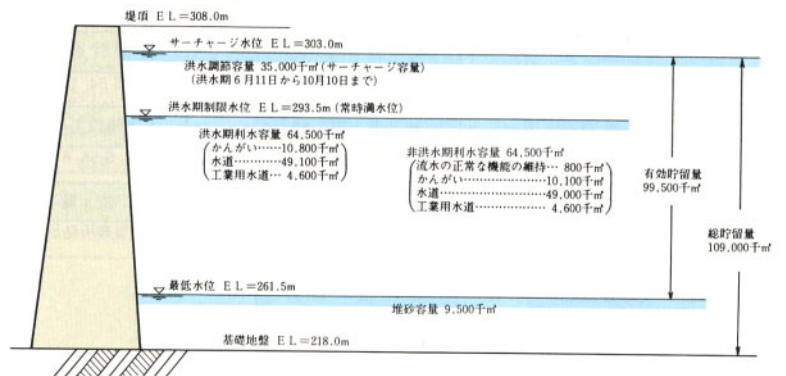 堤頂 EL=308.0m
サーチャージ水位 EL=303.0m
洪水調節容量 35,000千㎥(サーチャージ容量)
(洪水期6月11日から10月10日まで)
洪水期制限水位 EL=293.5m(常時満水位)
洪水期利水容量 64,500千㎥
かんがい……10,800千㎥
水道…………49,100千㎥
工業用水道… 4,600千㎥
非洪水期利水容量 64,500千㎥
流水の正常な機能の維持… 800千㎥
かんがい……………………10,100千㎥
水道…………………………49,000千㎥
工業用水道………………… 4,600千㎥
有効貯留量
99,500千㎥
総貯留量
109,000千㎥
最低水位 EL=261.5m
堆砂容量 9,500千㎥
基礎地盤 EL=218.0m